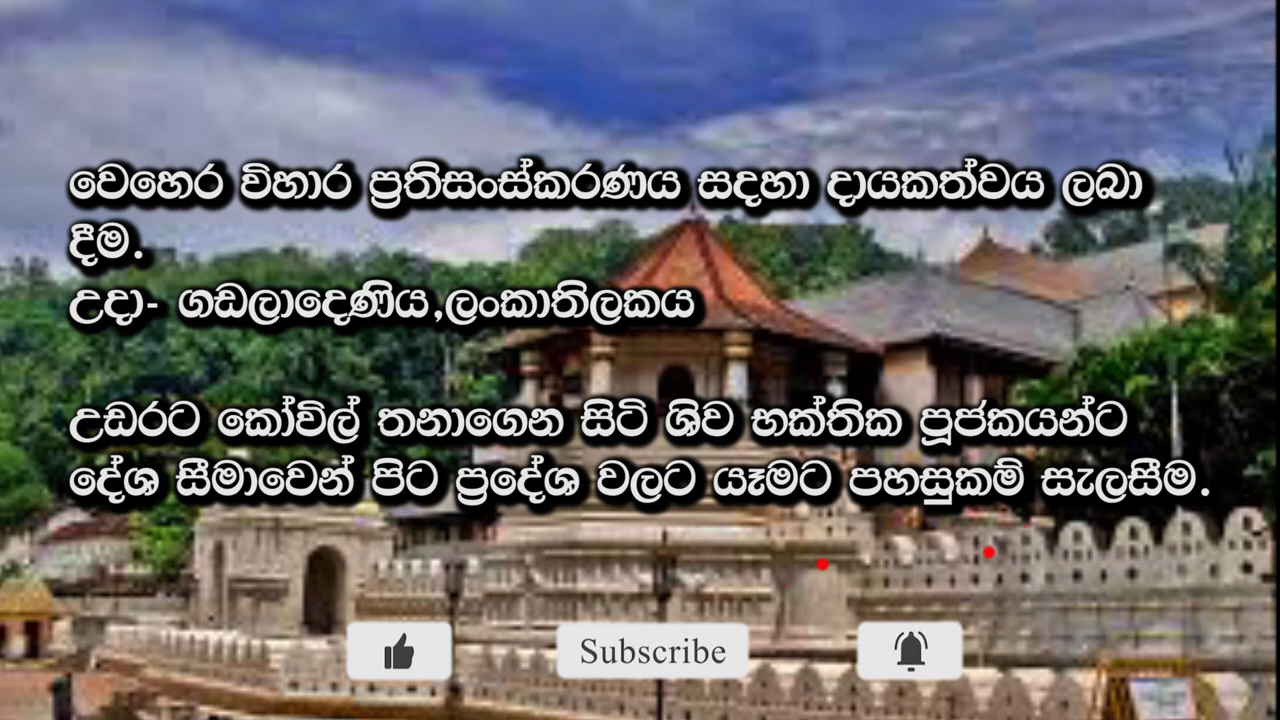 වෙහෙර විහාර ප්‍රතිසංස්කරණය සදහා දායකත්වය ලබා
දීම.
උදා- ගඩලාදෙණිය,ලංකාතිලකය
උඩරට කෝවිල් තනාගෙන සිටි ශිව භක්තික පූජකයන්ට
දේශ සීමාවෙන් පිට ප්‍රදේශ වලට යෑමට පහසුකම් සැලසීම.
Subscribe